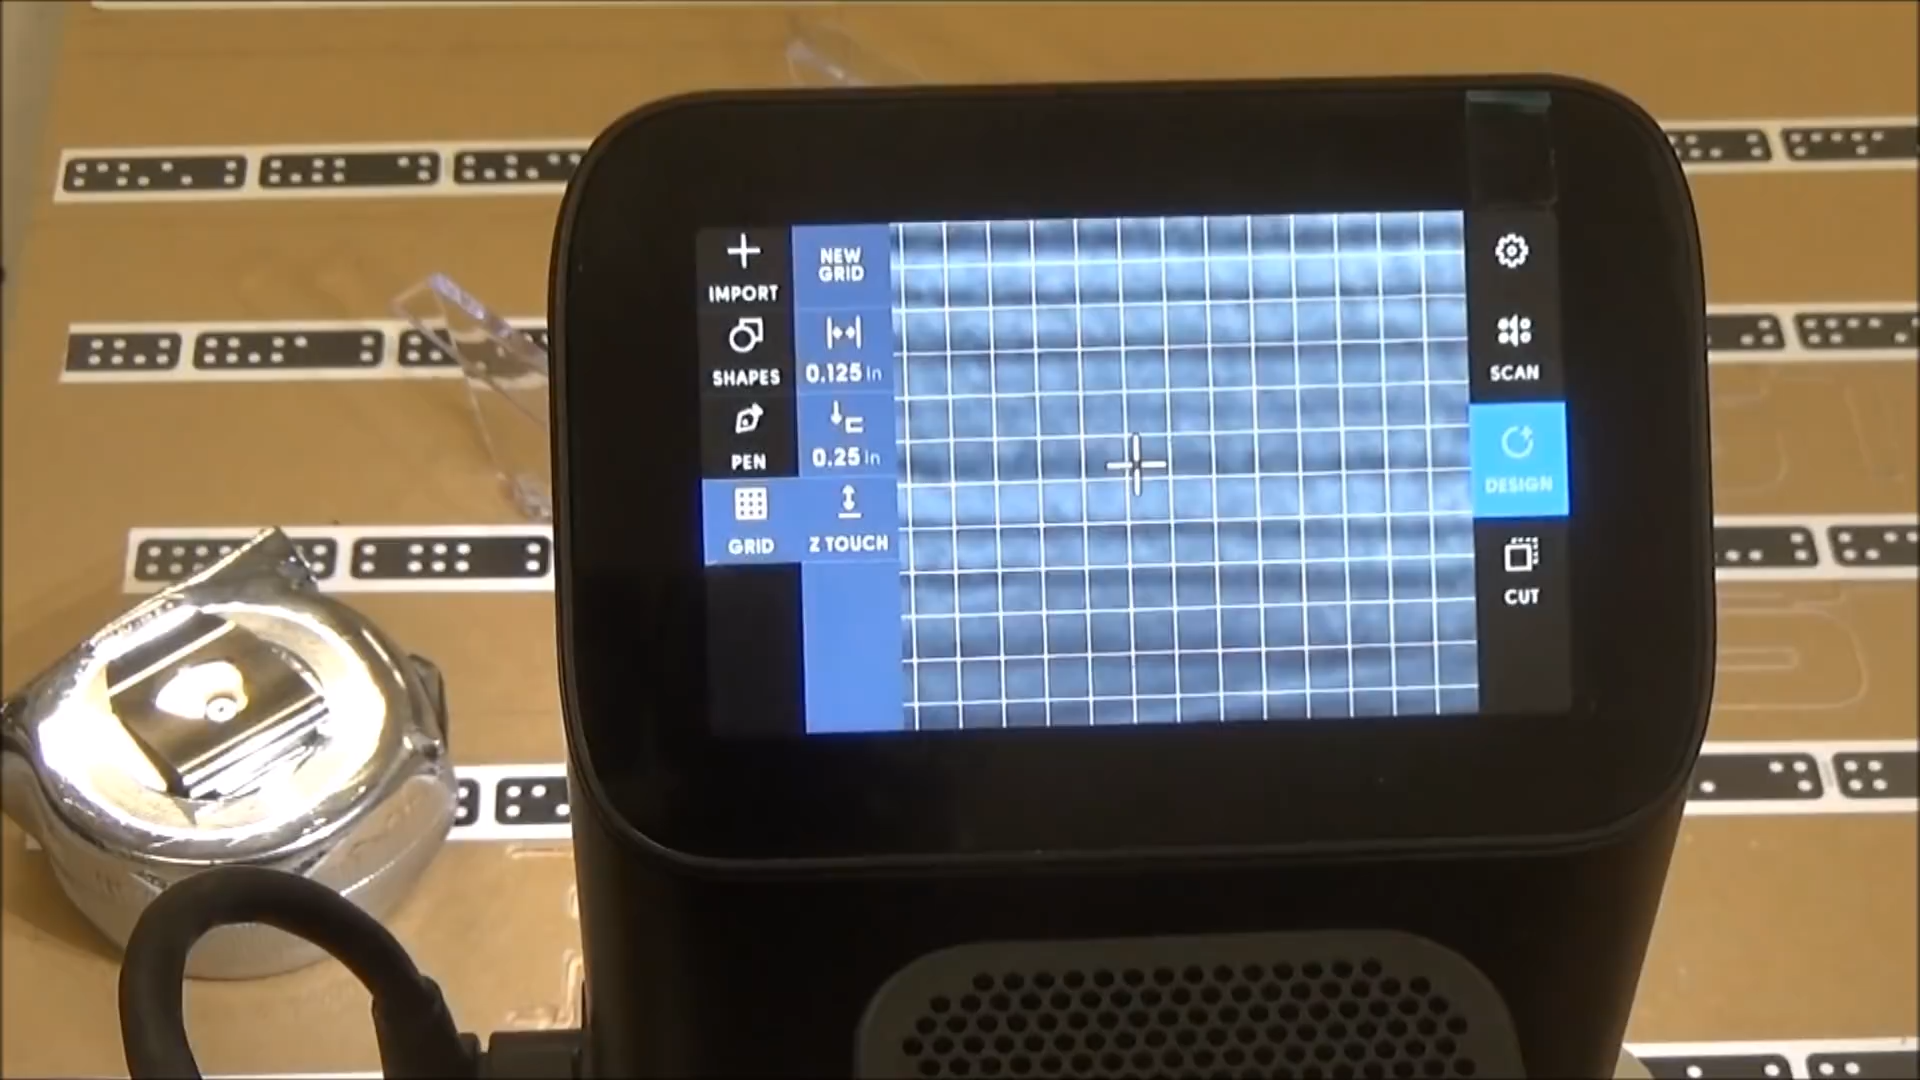 IMPORT
SHAPES
PEN
GRID
NEW
GRID
0.125 in
0.25 in
Z TOUCH
SCAN
DESIGN
CUT